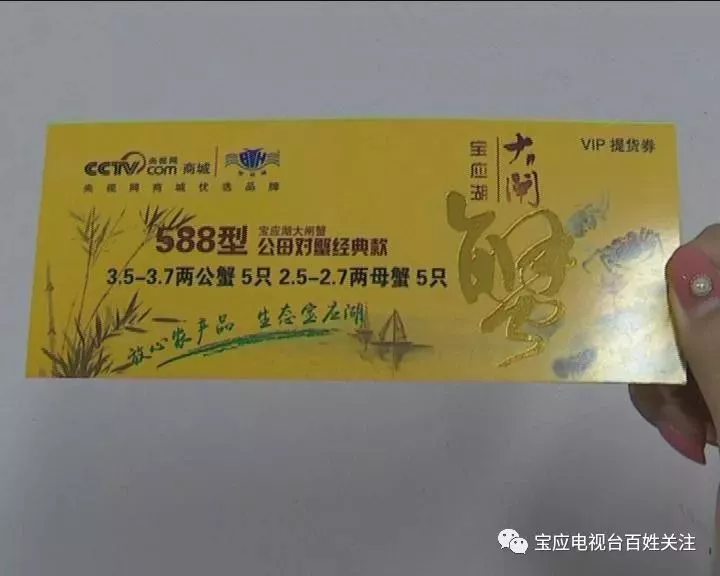 CCTV 央视网 .com 商城
BYH
宝应湖
央视网商城优选品牌
宝应湖
大闸
蟹
VIP 提货券
588型 宝应湖大闸蟹
公母对蟹经典款
3.5-3.7两公蟹 5只 2.5-2.7两母蟹 5只
放心农产品 生态宝应湖
宝应电视台百姓关注